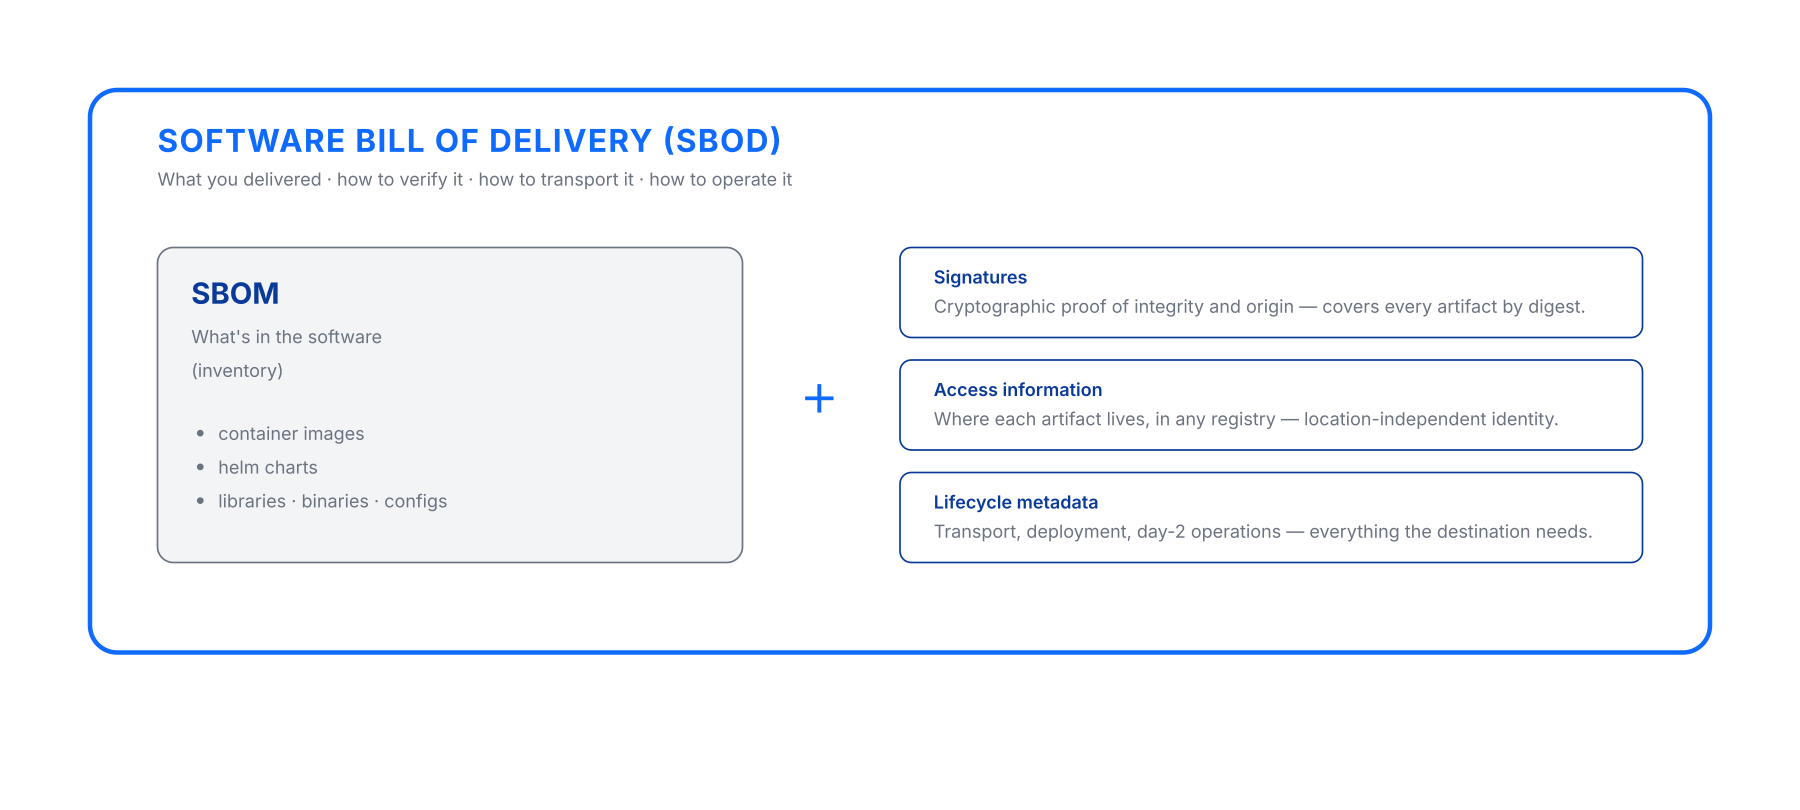 SOFTWARE BILL OF DELIVERY (SBOD)
What you delivered · how to verify it · how to transport it · how to operate it
SBOM
What's in the software
(inventory)
• container images
• helm charts
• libraries · binaries · configs
+
Signatures
Cryptographic proof of integrity and origin — covers every artifact by digest.
Access information
Where each artifact lives, in any registry — location-independent identity.
Lifecycle metadata
Transport, deployment, day-2 operations — everything the destination needs.